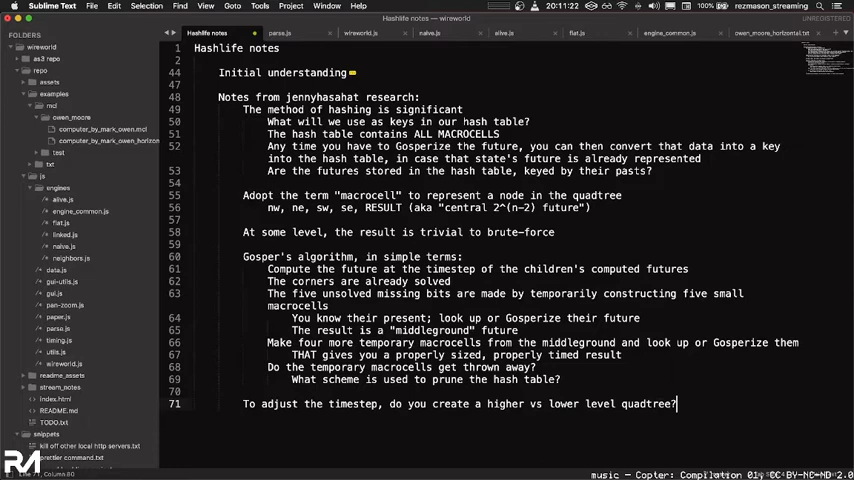 Sublime Text File Edit Selection Find View Goto Tools Project Window Help 100% 20:11:22 rezmason_streaming
Hashlife notes — wireworld
UNREGISTERED
FOLDERS
wireworld
as3 repo
repo
assets
examples
mcl
owen_moore
computer_by_mark_owen.mcl
computer_by_mark_owen_horizon
test
txt
js
engines
alive.js
engine_common.js
flat.js
linked.js
naive.js
neighbors.js
data.js
gui-utils.js
gui.js
pan-zoom.js
paper.js
parse.js
timing.js
utils.js
wireworld.js
readme_assets
stream_notes
index.html
README.md
TODO.txt
snippets
kill off other local http servers.txt
prettier command.txt
Hashlife notes parse.js wireworld.js naive.js alive.js flat.js engine_common.js owen_moore_horizontal.txt
1 Hashlife notes
2
44 Initial understanding
47
48 Notes from jennyhasahat research:
49 The method of hashing is significant
50 What will we use as keys in our hash table?
51 The hash table contains ALL MACROCELLS
52 Any time you have to Gosperize the future, you can then convert that data into a key
into the hash table, in case that state's future is already represented
53 Are the futures stored in the hash table, keyed by their pasts?
54
55 Adopt the term "macrocell" to represent a node in the quadtree
56 nw, ne, sw, se, RESULT (aka "central 2^(n-2) future")
57
58 At some level, the result is trivial to brute-force
59
60 Gosper's algorithm, in simple terms:
61 Compute the future at the timestep of the children's computed futures
62 The corners are already solved
63 The five unsolved missing bits are made by temporarily constructing five small
macrocells
64 You know their present; look up or Gosperize their future
65 The result is a "middleground" future
66 Make four more temporary macrocells from the middleground and look up or Gosperize them
67 THAT gives you a properly sized, properly timed result
68 Do the temporary macrocells get thrown away?
69 What scheme is used to prune the hash table?
70
71 To adjust the timestep, do you create a higher vs lower level quadtree?
Line 71, Column 80
music - Copter: Compilation 01, CC BY-NC-ND 2.0